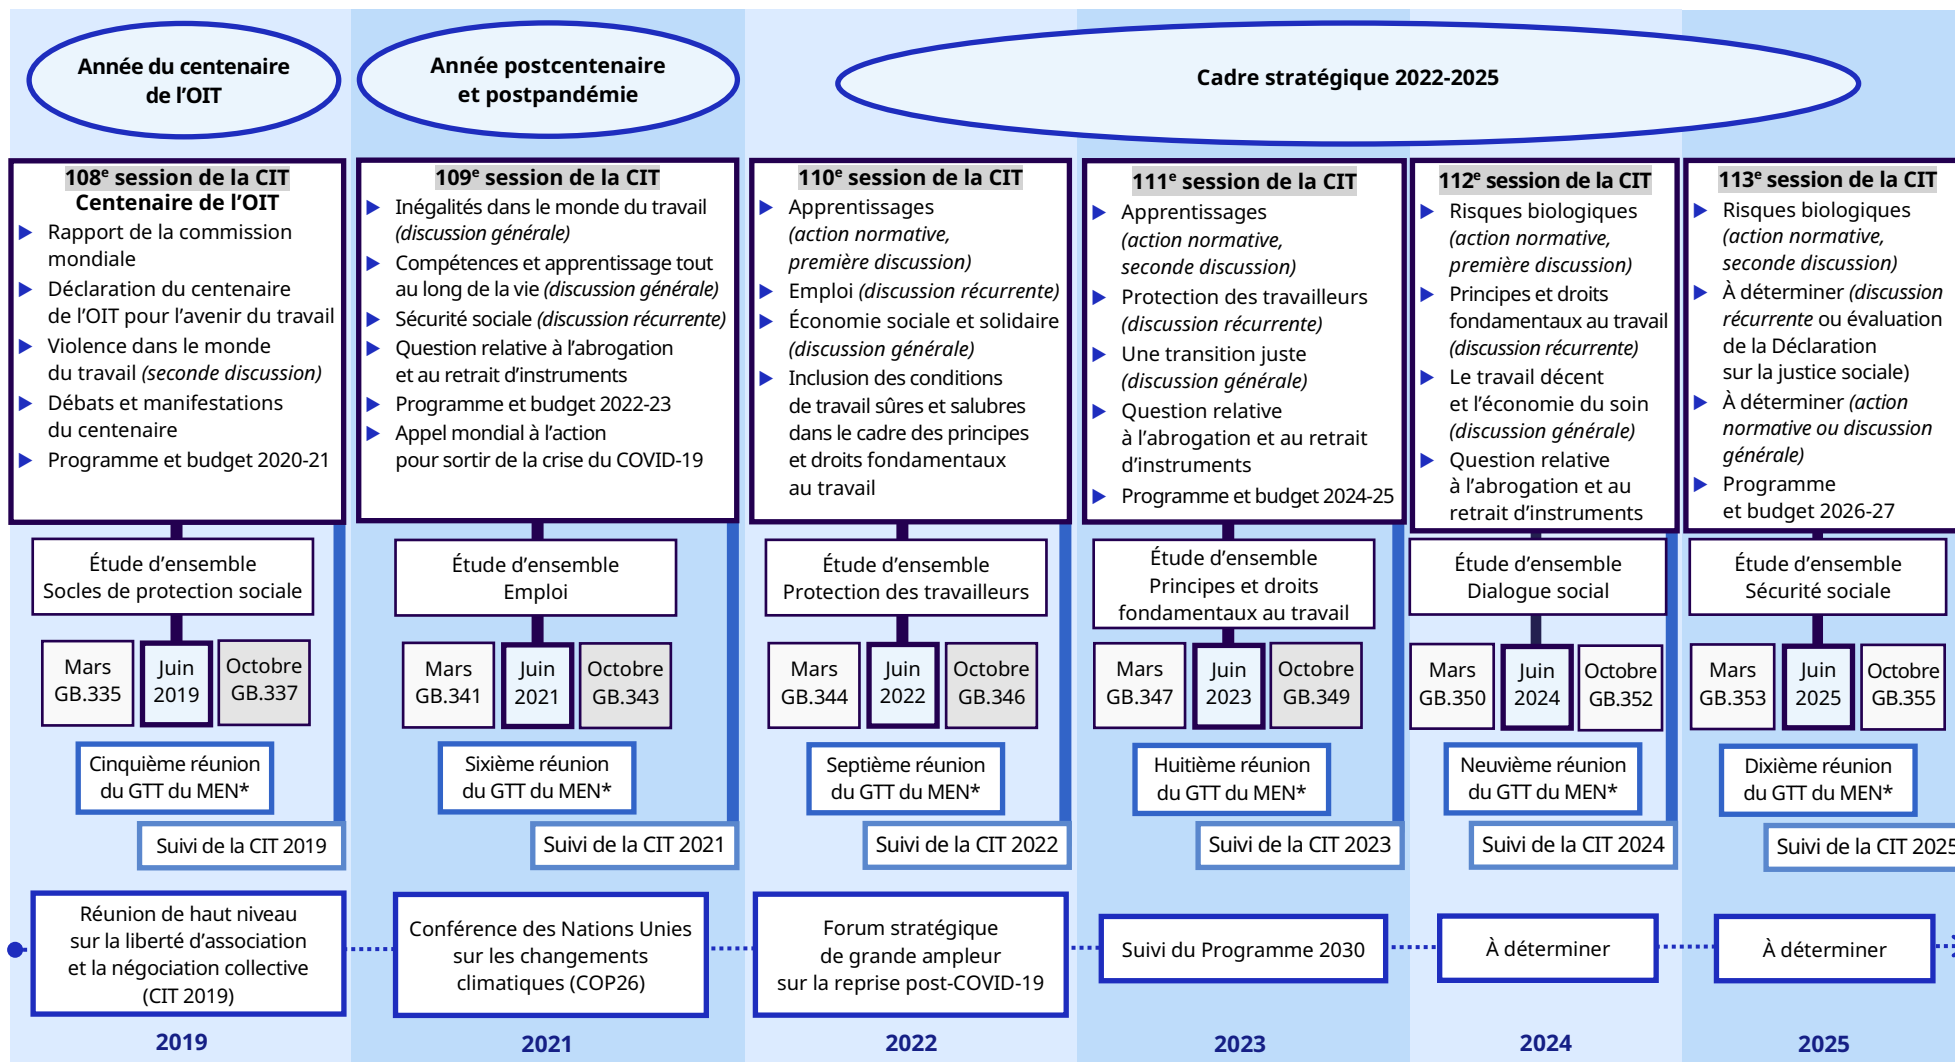 Année du centenaire
de l’OIT
Année postcentenaire
et postpandémie
Cadre stratégique 2022-2025
108e session de la CIT
Centenaire de l’OIT
Rapport de la commission
mondiale
Déclaration du centenaire
de l’OIT pour l’avenir du travail
Violence dans le monde
du travail (seconde discussion)
Débats et manifestations
du centenaire
Programme et budget 2020-21
109e session de la CIT
Inégalités dans le monde du travail
(discussion générale)
Compétences et apprentissage tout
au long de la vie (discussion générale)
Sécurité sociale (discussion récurrente)
Question relative à l’abrogation
et au retrait d’instruments
Programme et budget 2022-23
Appel mondial à l’action
pour sortir de la crise du COVID-19
110e session de la CIT
Apprentissages
(action normative,
première discussion)
Emploi (discussion récurrente)
Économie sociale et solidaire
(discussion générale)
Inclusion des conditions
de travail sûres et salubres
dans le cadre des principes
et droits fondamentaux
au travail
111e session de la CIT
Apprentissages
(action normative,
seconde discussion)
Protection des travailleurs
(discussion récurrente)
Une transition juste
(discussion générale)
Question relative
à l’abrogation et au retrait
d’instruments
Programme et budget 2024-25
112e session de la CIT
Risques biologiques
(action normative,
première discussion)
Principes et droits
fondamentaux au travail
(discussion récurrente)
Le travail décent
et l’économie du soin
(discussion générale)
Question relative
à l’abrogation et au
retrait d’instruments
113e session de la CIT
Risques biologiques
(action normative,
seconde discussion)
À déterminer (discussion
récurrente ou évaluation
de la Déclaration
sur la justice sociale)
À déterminer (action
normative ou discussion
générale)
Programme
et budget 2026-27
Étude d’ensemble
Socles de protection sociale
Étude d’ensemble
Emploi
Étude d’ensemble
Protection des travailleurs
Étude d’ensemble
Principes et droits
fondamentaux au travail
Étude d’ensemble
Dialogue social
Étude d’ensemble
Sécurité sociale
Mars
GB.335
Juin
2019
Octobre
GB.337
Mars
GB.341
Juin
2021
Octobre
GB.343
Mars
GB.344
Juin
2022
Octobre
GB.346
Mars
GB.347
Juin
2023
Octobre
GB.349
Mars
GB.350
Juin
2024
Octobre
GB.352
Mars
GB.353
Juin
2025
Octobre
GB.355
Cinquième réunion
du GTT du MEN*
Sixième réunion
du GTT du MEN*
Septième réunion
du GTT du MEN*
Huitième réunion
du GTT du MEN*
Neuvième réunion
du GTT du MEN*
Dixième réunion
du GTT du MEN*
Suivi de la CIT 2019
Suivi de la CIT 2021
Suivi de la CIT 2022
Suivi de la CIT 2023
Suivi de la CIT 2024
Suivi de la CIT 2025
Réunion de haut niveau
sur la liberté d’association
et la négociation collective
(CIT 2019)
Conférence des Nations Unies
sur les changements
climatiques (COP26)
Forum stratégique
de grande ampleur
sur la reprise post-COVID-19
Suivi du Programme 2030
À déterminer
À déterminer
2019
2021
2022
2023
2024
2025